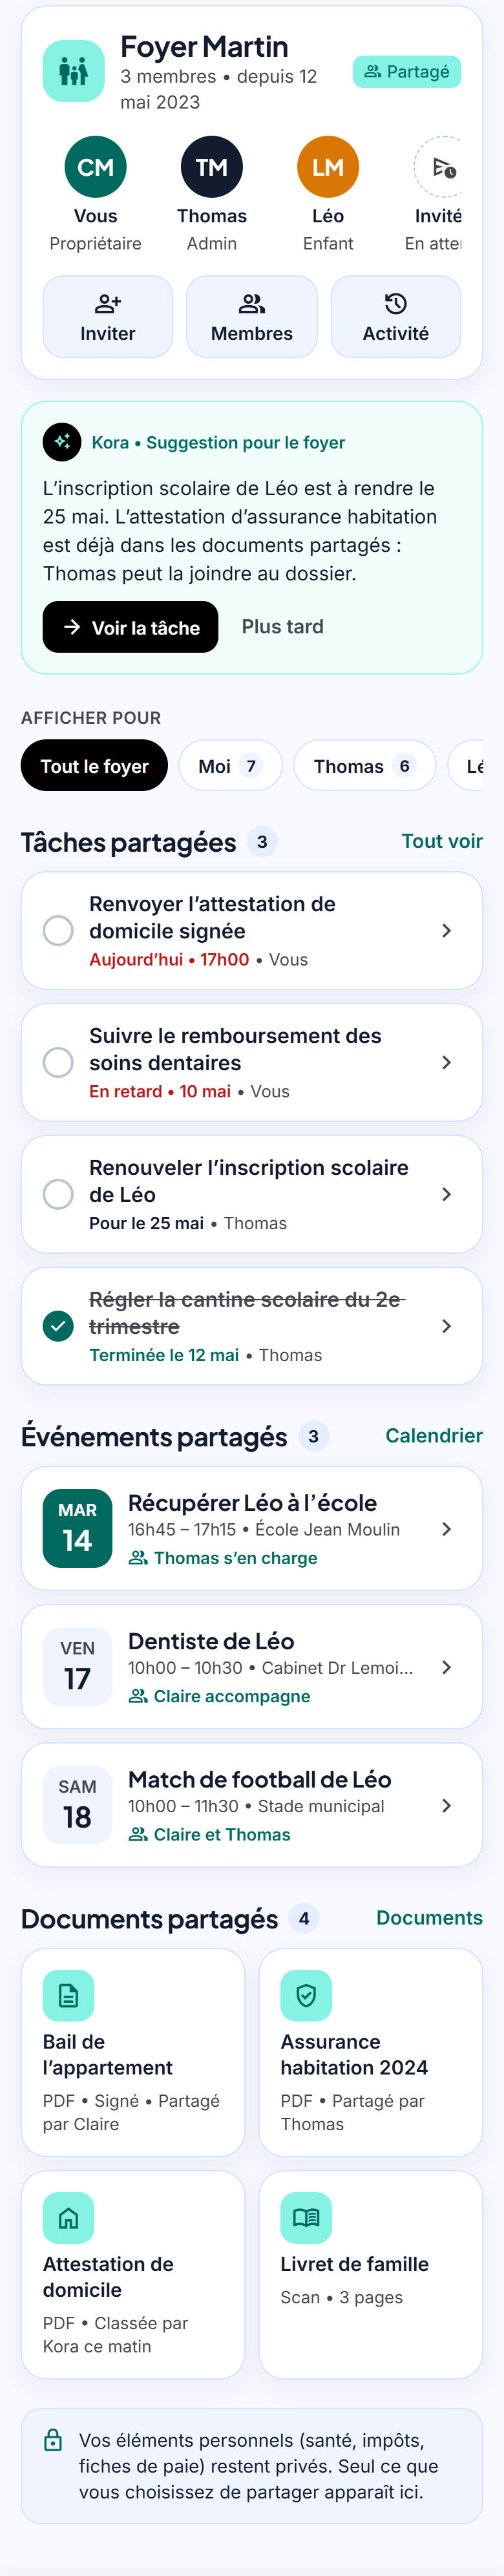 Foyer Martin
3 membres • depuis 12
mai 2023
Partagé
CM
TM
LM
Vous
Thomas
Léo
Invité
Propriétaire
Admin
Enfant
En atter
Inviter
Membres
Activité
Kora • Suggestion pour le foyer
L’inscription scolaire de Léo est à rendre le
25 mai. L’attestation d’assurance habitation
est déjà dans les documents partagés :
Thomas peut la joindre au dossier.
Voir la tâche
Plus tard
AFFICHER POUR
Tout le foyer
Moi 7
Thomas 6
Lé
Tâches partagées 3
Tout voir
Renvoyer l’attestation de
domicile signée
Aujourd’hui • 17h00 • Vous
Suivre le remboursement des
soins dentaires
En retard • 10 mai • Vous
Renouveler l’inscription scolaire
de Léo
Pour le 25 mai • Thomas
Régler la cantine scolaire du 2e
trimestre
Terminée le 12 mai • Thomas
Événements partagés 3
Calendrier
MAR
14
Récupérer Léo à l’école
16h45 – 17h15 • École Jean Moulin
Thomas s’en charge
VEN
17
Dentiste de Léo
10h00 – 10h30 • Cabinet Dr Lemoi...
Claire accompagne
SAM
18
Match de football de Léo
10h00 – 11h30 • Stade municipal
Claire et Thomas
Documents partagés 4
Documents
Bail de
l’appartement
PDF • Signé • Partagé
par Claire
Assurance
habitation 2024
PDF • Partagé par
Thomas
Attestation de
domicile
PDF • Classée par
Kora ce matin
Livret de famille
Scan • 3 pages
Vos éléments personnels (santé, impôts,
fiches de paie) restent privés. Seul ce que
vous choisissez de partager apparaît ici.